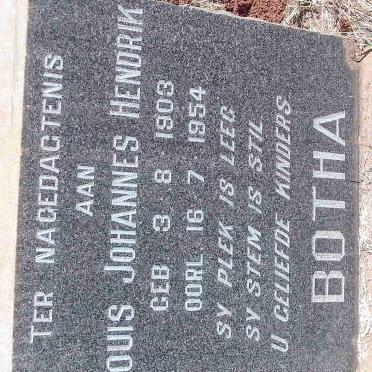 TER NAGEDAGTENIS
AAN
OUIS JOHANNES HENDRIK
GEB 3 8 1903
OORL 16 7 1954
SY PLEK IS LEEG
SY STEM IS STIL
U GELIEFDE KINDERS
BOTHA